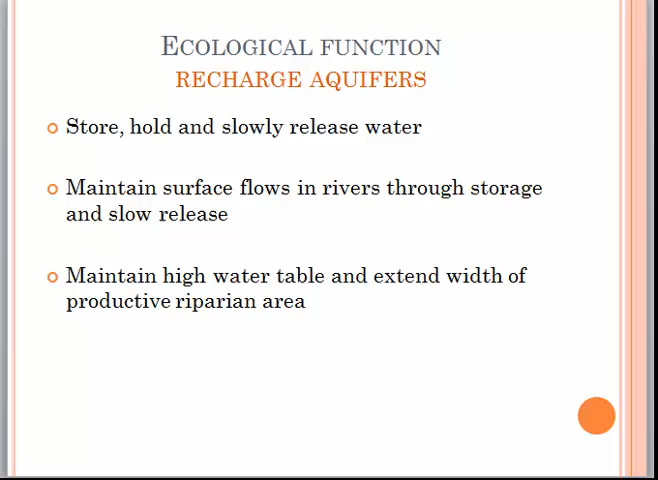 ECOLOGICAL FUNCTION
RECHARGE AQUIFERS
Store, hold and slowly release water
Maintain surface flows in rivers through storage
and slow release
Maintain high water table and extend width of
productive riparian area